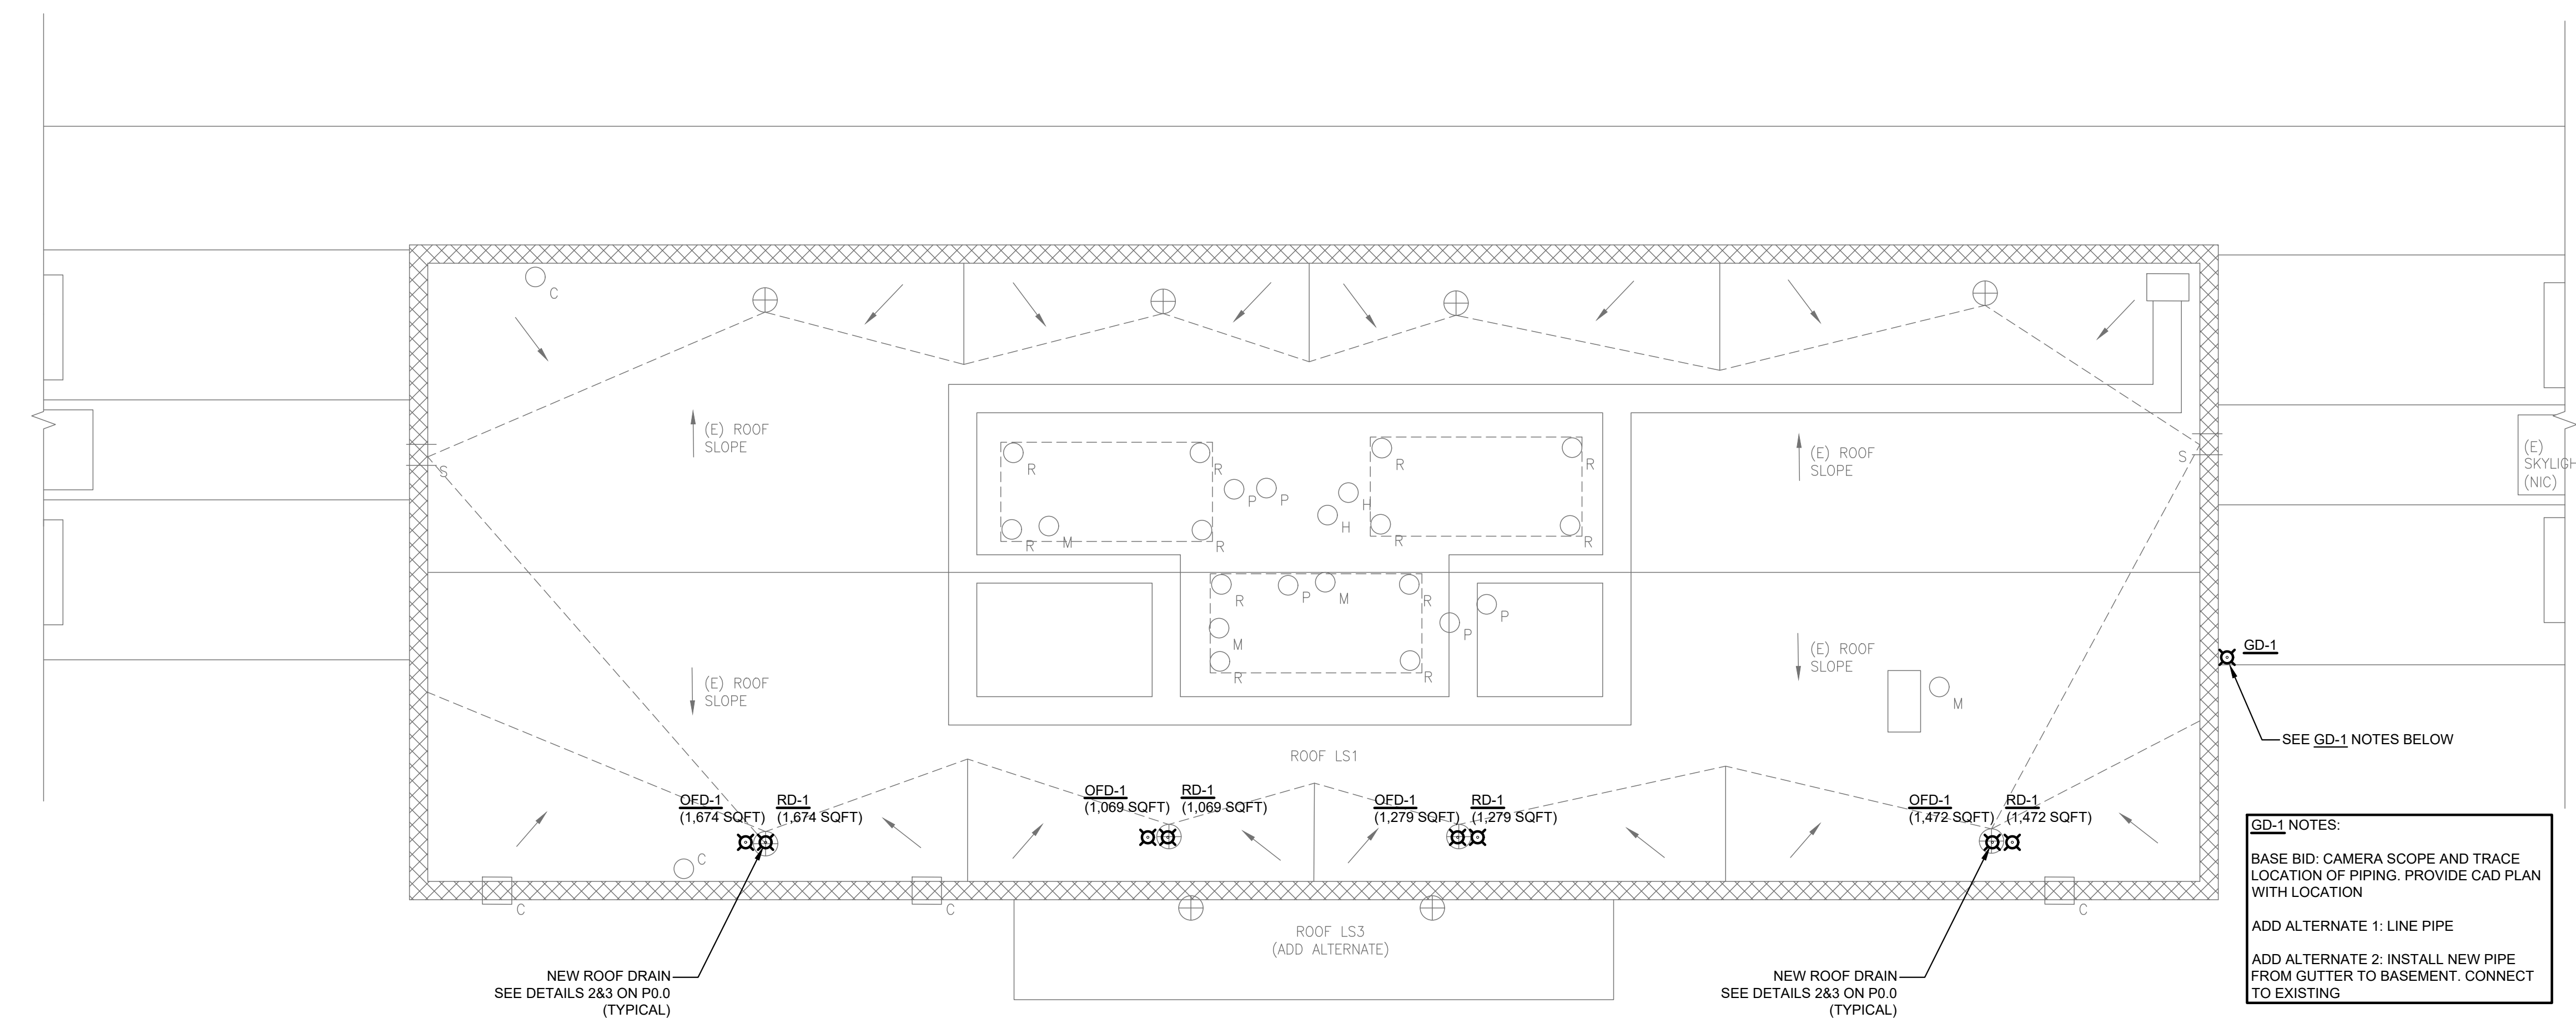 C
(E) ROOF
SLOPE
S
(E) ROOF
SLOPE
S
(E)
SKYLIGH
(NIC)
R
R
P
P
H
H
R
R
R
M
R
R
R
R
P
M
R
P
P
M
R
R
(E) ROOF
SLOPE
(E) ROOF
SLOPE
M
GD-1
SEE GD-1 NOTES BELOW
ROOF LS1
OFD-1
(1,674 SQFT)
RD-1
(1,674 SQFT)
OFD-1
(1,069 SQFT)
RD-1
(1,069 SQFT)
OFD-1
(1,279 SQFT)
RD-1
(1,279 SQFT)
OFD-1
(1,472 SQFT)
RD-1
(1,472 SQFT)
C
C
C
C
ROOF LS3
(ADD ALTERNATE)
NEW ROOF DRAIN
SEE DETAILS 2&3 ON P0.0
(TYPICAL)
NEW ROOF DRAIN
SEE DETAILS 2&3 ON P0.0
(TYPICAL)
GD-1 NOTES:
BASE BID: CAMERA SCOPE AND TRACE
LOCATION OF PIPING. PROVIDE CAD PLAN
WITH LOCATION
ADD ALTERNATE 1: LINE PIPE
ADD ALTERNATE 2: INSTALL NEW PIPE
FROM GUTTER TO BASEMENT. CONNECT
TO EXISTING